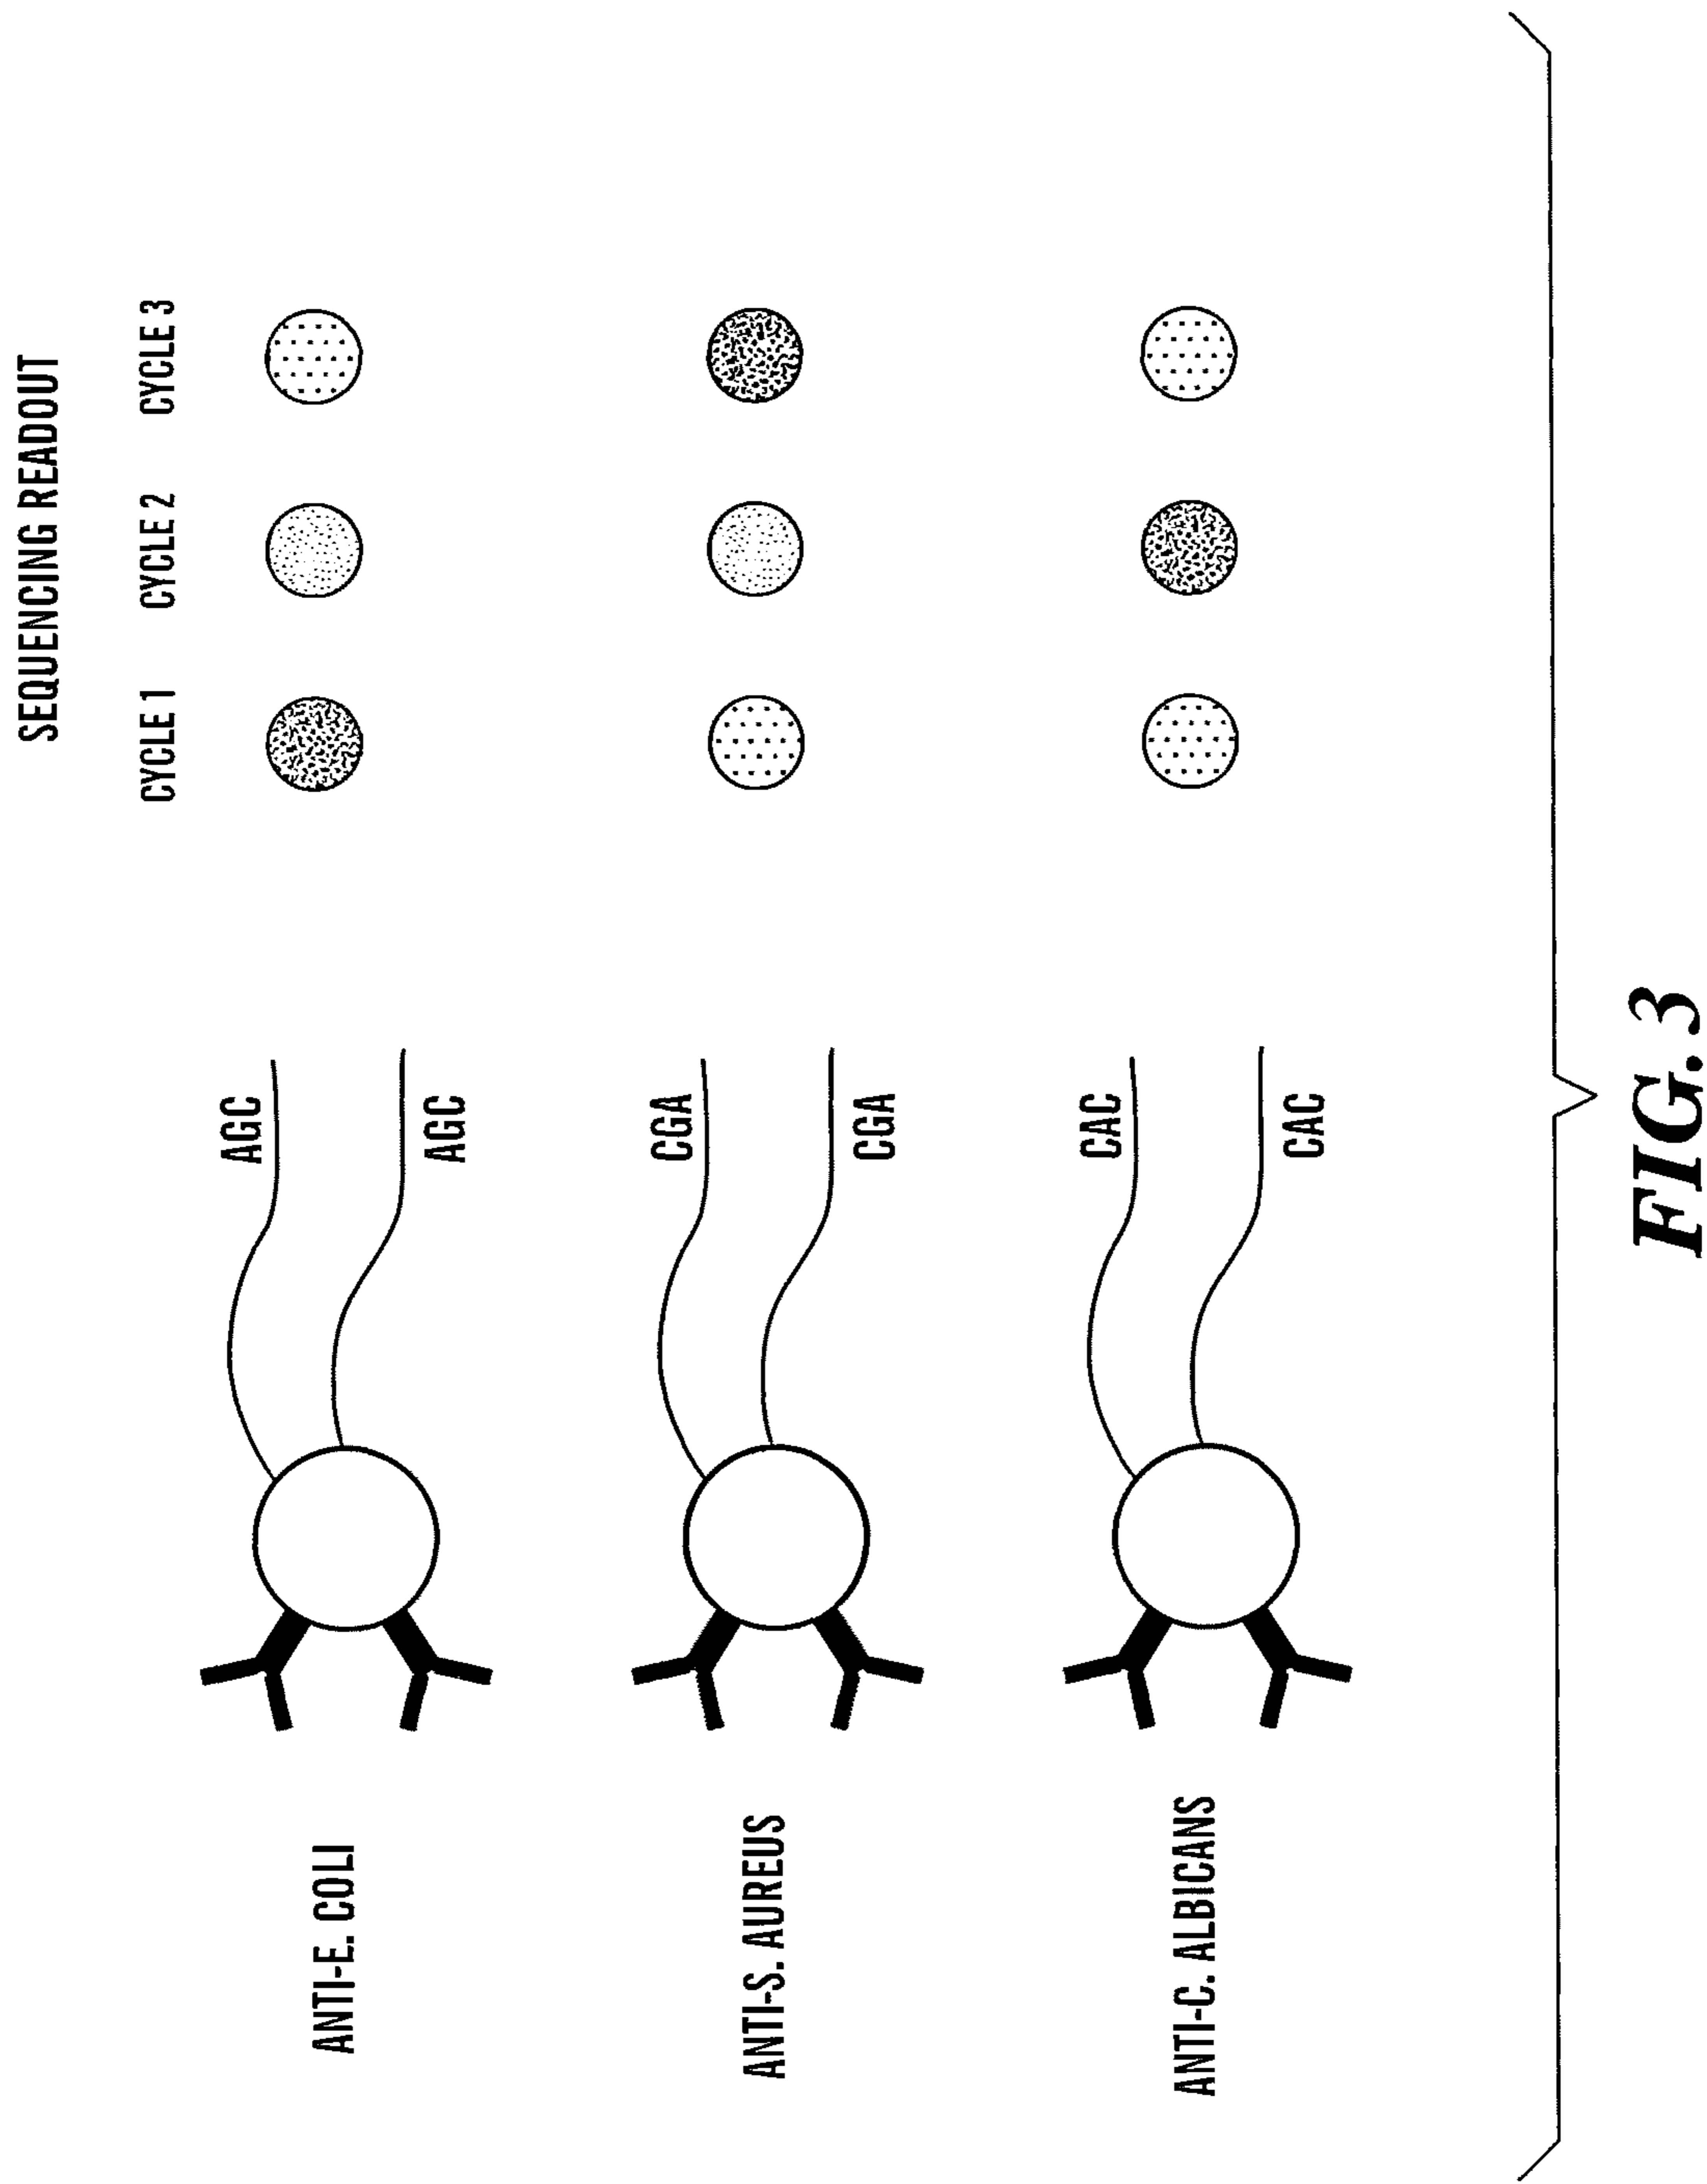 SEQUENCING READOUT
CYCLE 1 CYCLE 2 CYCLE 3
AGC
ANTI-E. COLI
AGC
CGA
ANTI-S. AUREUS
CGA
CAC
ANTI-C. ALBICANS
CAC
FIG. 3